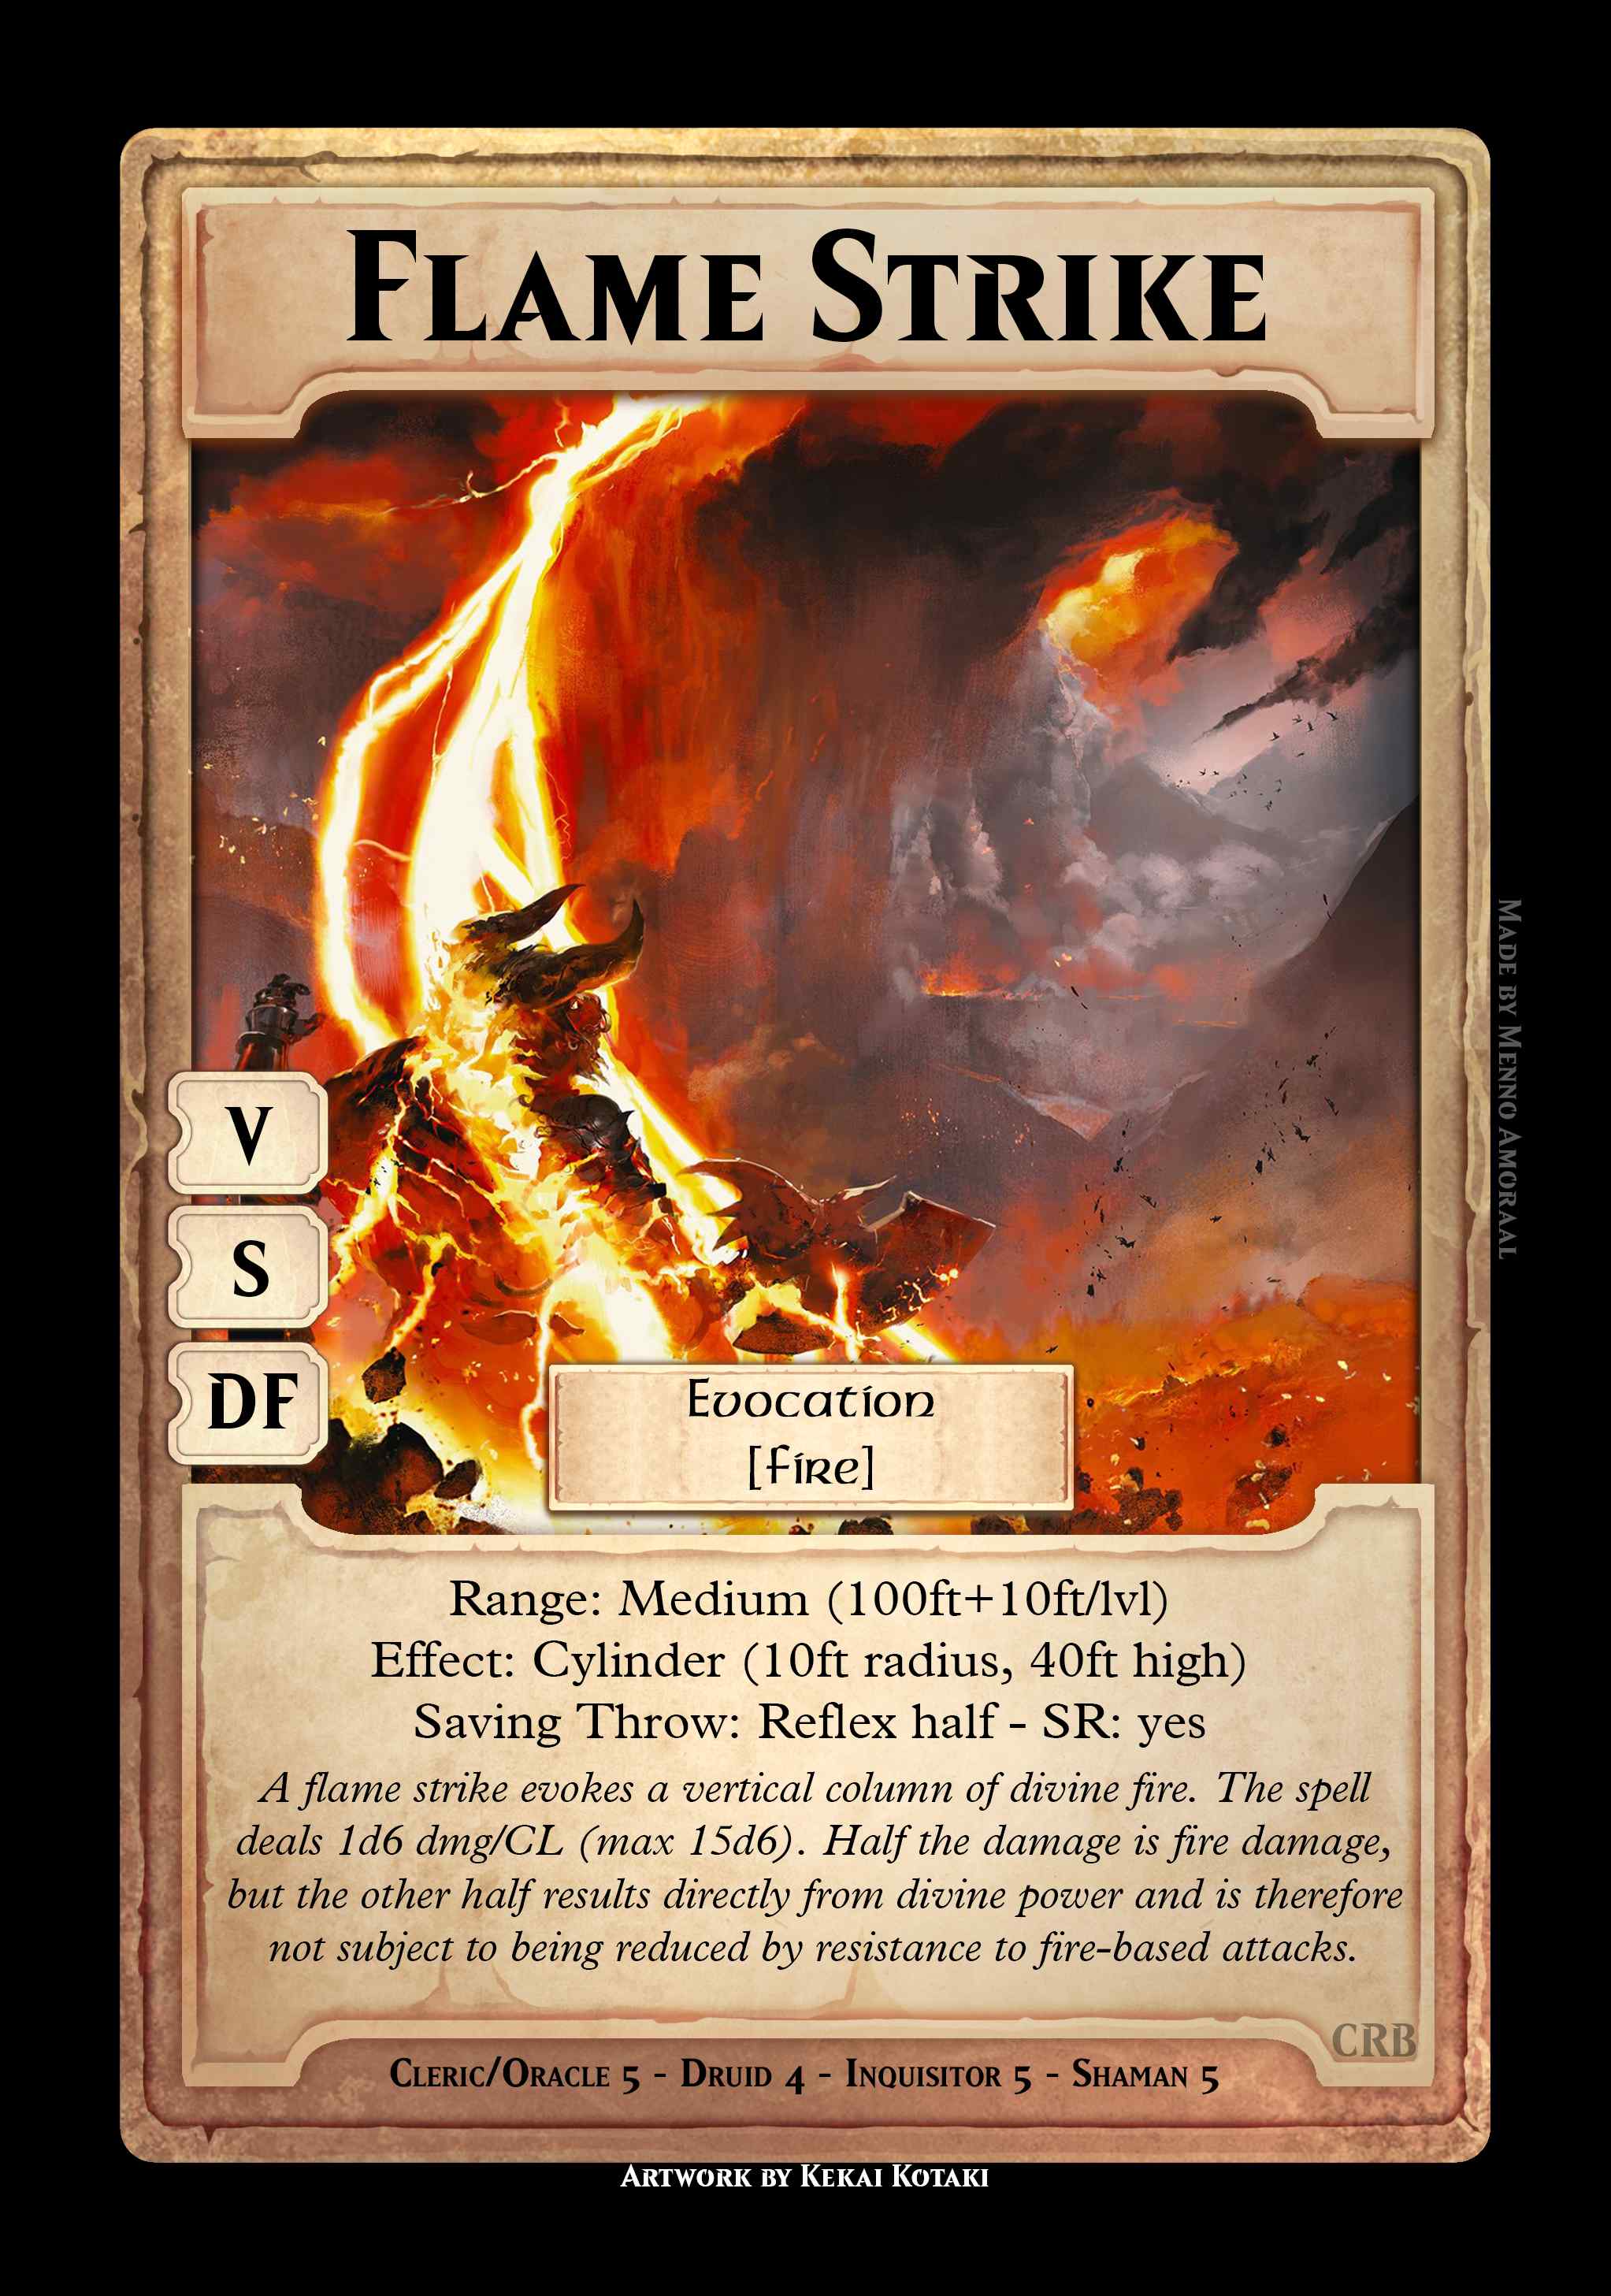 Flame Strike
V
S
DF
Evocation
[Fire]
Range: Medium (100ft+10ft/lvl)
Effect: Cylinder (10ft radius, 40ft high)
Saving Throw: Reflex half - SR: yes
A flame strike evokes a vertical column of divine fire. The spell
deals 1d6 dmg/CL (max 15d6). Half the damage is fire damage,
but the other half results directly from divine power and is therefore
not subject to being reduced by resistance to fire-based attacks.
CRB
Cleric/Oracle 5 - Druid 4 - Inquisitor 5 - Shaman 5
Artwork by Kekai Kotaki
Made by Menno Amoraal